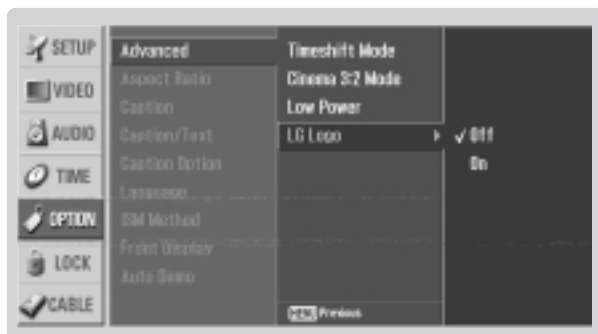 SETUP
VIDEO
AUDIO
TIME
OPTION
LOCK
CABLE
Advanced
Aspect Ratio
Caption
Caption/Text
Caption Option
Language
ISM Method
Front Display
Auto Demo
Timeshift Mode
Cinema 3:2 Mode
Low Power
LG Logo
MENU Previous
Off
On